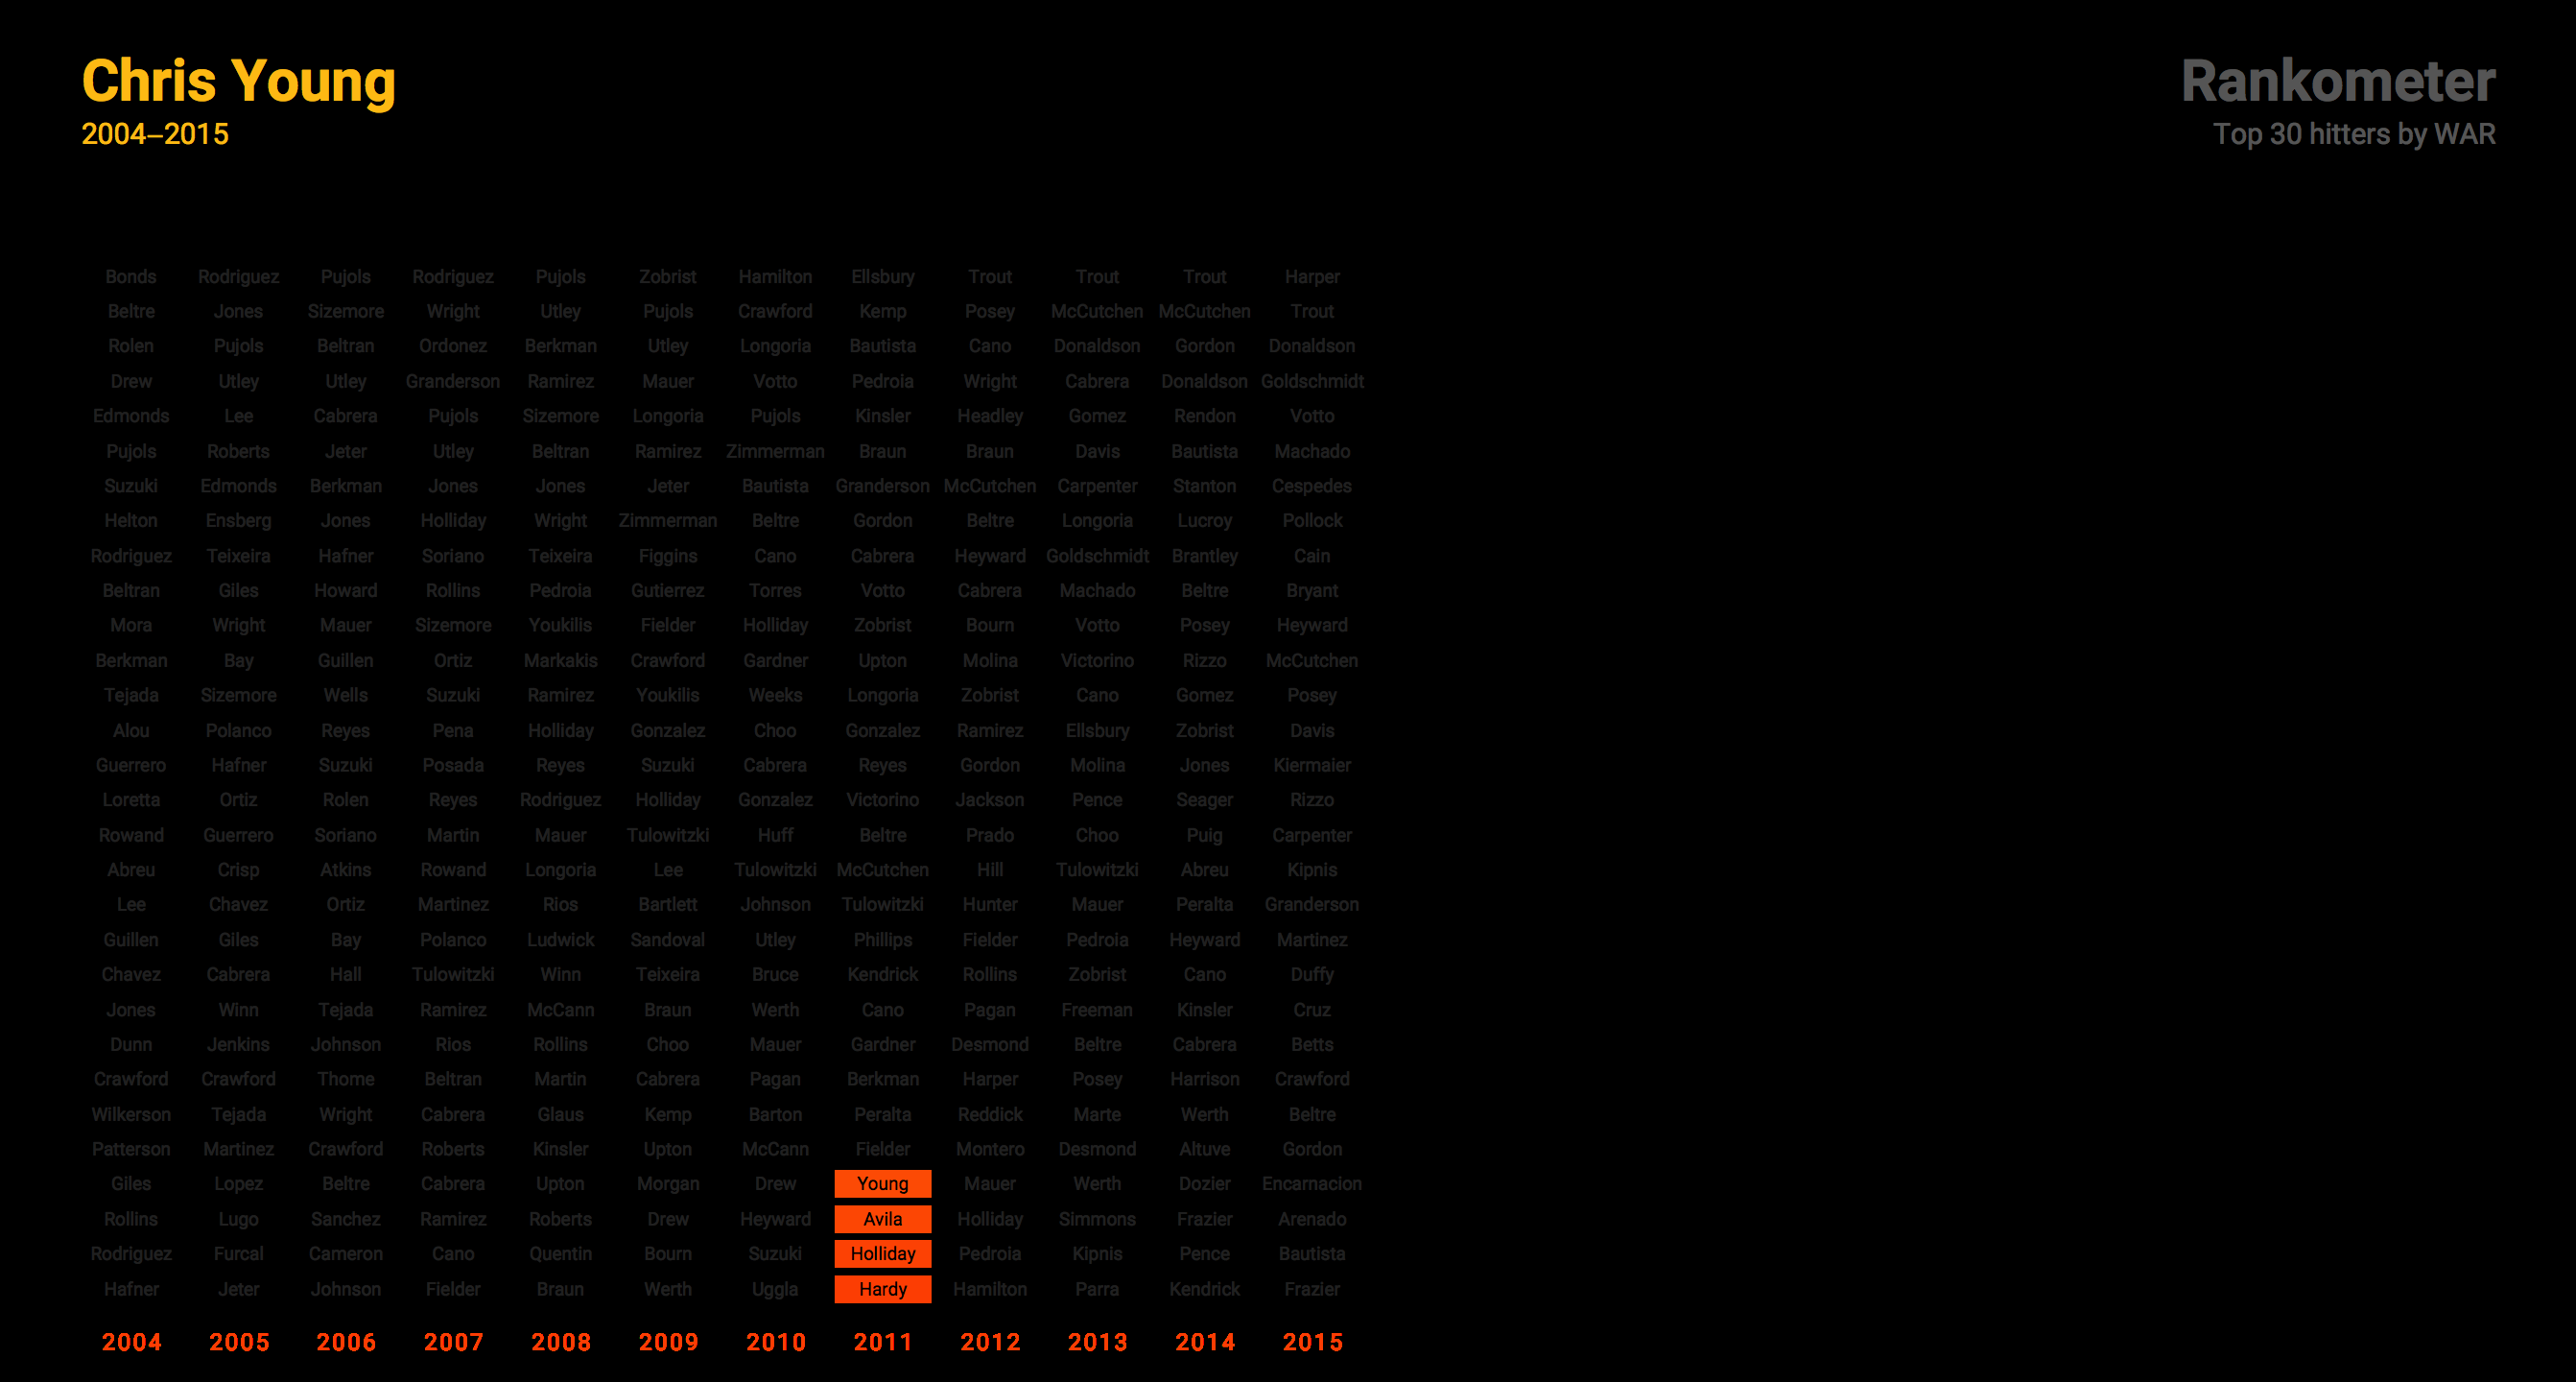 Chris Young
2004–2015
Rankometer
Top 30 hitters by WAR
Bonds Rodriguez Pujols Rodriguez Pujols Zobrist Hamilton Ellsbury Trout Trout Trout Harper
Beltre Jones Sizemore Wright Utley Pujols Crawford Kemp Posey McCutchen McCutchen Trout
Rolen Pujols Beltran Ordonez Berkman Utley Longoria Bautista Cano Donaldson Gordon Donaldson
Drew Utley Utley Granderson Ramirez Mauer Votto Pedroia Wright Cabrera Donaldson Goldschmidt
Edmonds Lee Cabrera Pujols Sizemore Longoria Pujols Kinsler Headley Gomez Rendon Votto
Pujols Roberts Jeter Utley Beltran Ramirez Zimmerman Braun Braun Davis Bautista Machado
Suzuki Edmonds Berkman Jones Jones Jeter Bautista Granderson McCutchen Carpenter Stanton Cespedes
Helton Ensberg Jones Holliday Wright Zimmerman Beltre Gordon Beltre Longoria Lucroy Pollock
Rodriguez Teixeira Hafner Soriano Teixeira Figgins Cano Cabrera Heyward Goldschmidt Brantley Cain
Beltran Giles Howard Rollins Pedroia Gutierrez Torres Votto Cabrera Machado Beltre Bryant
Mora Wright Mauer Sizemore Youkilis Fielder Holliday Zobrist Bourn Votto Posey Heyward
Berkman Bay Guillen Ortiz Markakis Crawford Gardner Upton Molina Victorino Rizzo McCutchen
Tejada Sizemore Wells Suzuki Ramirez Youkilis Weeks Longoria Zobrist Cano Gomez Posey
Alou Polanco Reyes Pena Holliday Gonzalez Choo Gonzalez Ramirez Ellsbury Zobrist Davis
Guerrero Hafner Suzuki Posada Reyes Suzuki Cabrera Reyes Gordon Molina Jones Kiermaier
Loretta Ortiz Rolen Reyes Rodriguez Holliday Gonzalez Victorino Jackson Pence Seager Rizzo
Rowand Guerrero Soriano Martin Mauer Tulowitzki Huff Beltre Prado Choo Puig Carpenter
Abreu Crisp Atkins Rowand Longoria Lee Tulowitzki McCutchen Hill Tulowitzki Abreu Kipnis
Lee Chavez Ortiz Martinez Rios Bartlett Johnson Tulowitzki Hunter Mauer Peralta Granderson
Guillen Giles Bay Polanco Ludwick Sandoval Utley Phillips Fielder Pedroia Heyward Martinez
Chavez Cabrera Hall Tulowitzki Winn Teixeira Bruce Kendrick Rollins Zobrist Cano Duffy
Jones Winn Tejada Ramirez McCann Braun Werth Cano Pagan Freeman Kinsler Cruz
Dunn Jenkins Johnson Rios Rollins Choo Mauer Gardner Desmond Beltre Cabrera Betts
Crawford Crawford Thome Beltran Martin Cabrera Pagan Berkman Harper Posey Harrison Crawford
Wilkerson Tejada Wright Cabrera Glaus Kemp Barton Peralta Reddick Marte Werth Beltre
Patterson Martinez Crawford Roberts Kinsler Upton McCann Fielder Montero Desmond Altuve Gordon
Giles Lopez Beltre Cabrera Upton Morgan Drew Young Mauer Werth Dozier Encarnacion
Rollins Lugo Sanchez Ramirez Roberts Drew Heyward Avila Holliday Simmons Frazier Arenado
Rodriguez Furcal Cameron Cano Quentin Bourn Suzuki Holliday Pedroia Kipnis Pence Bautista
Hafner Jeter Johnson Fielder Braun Werth Uggla Hardy Hamilton Parra Kendrick Frazier
2004 2005 2006 2007 2008 2009 2010 2011 2012 2013 2014 2015